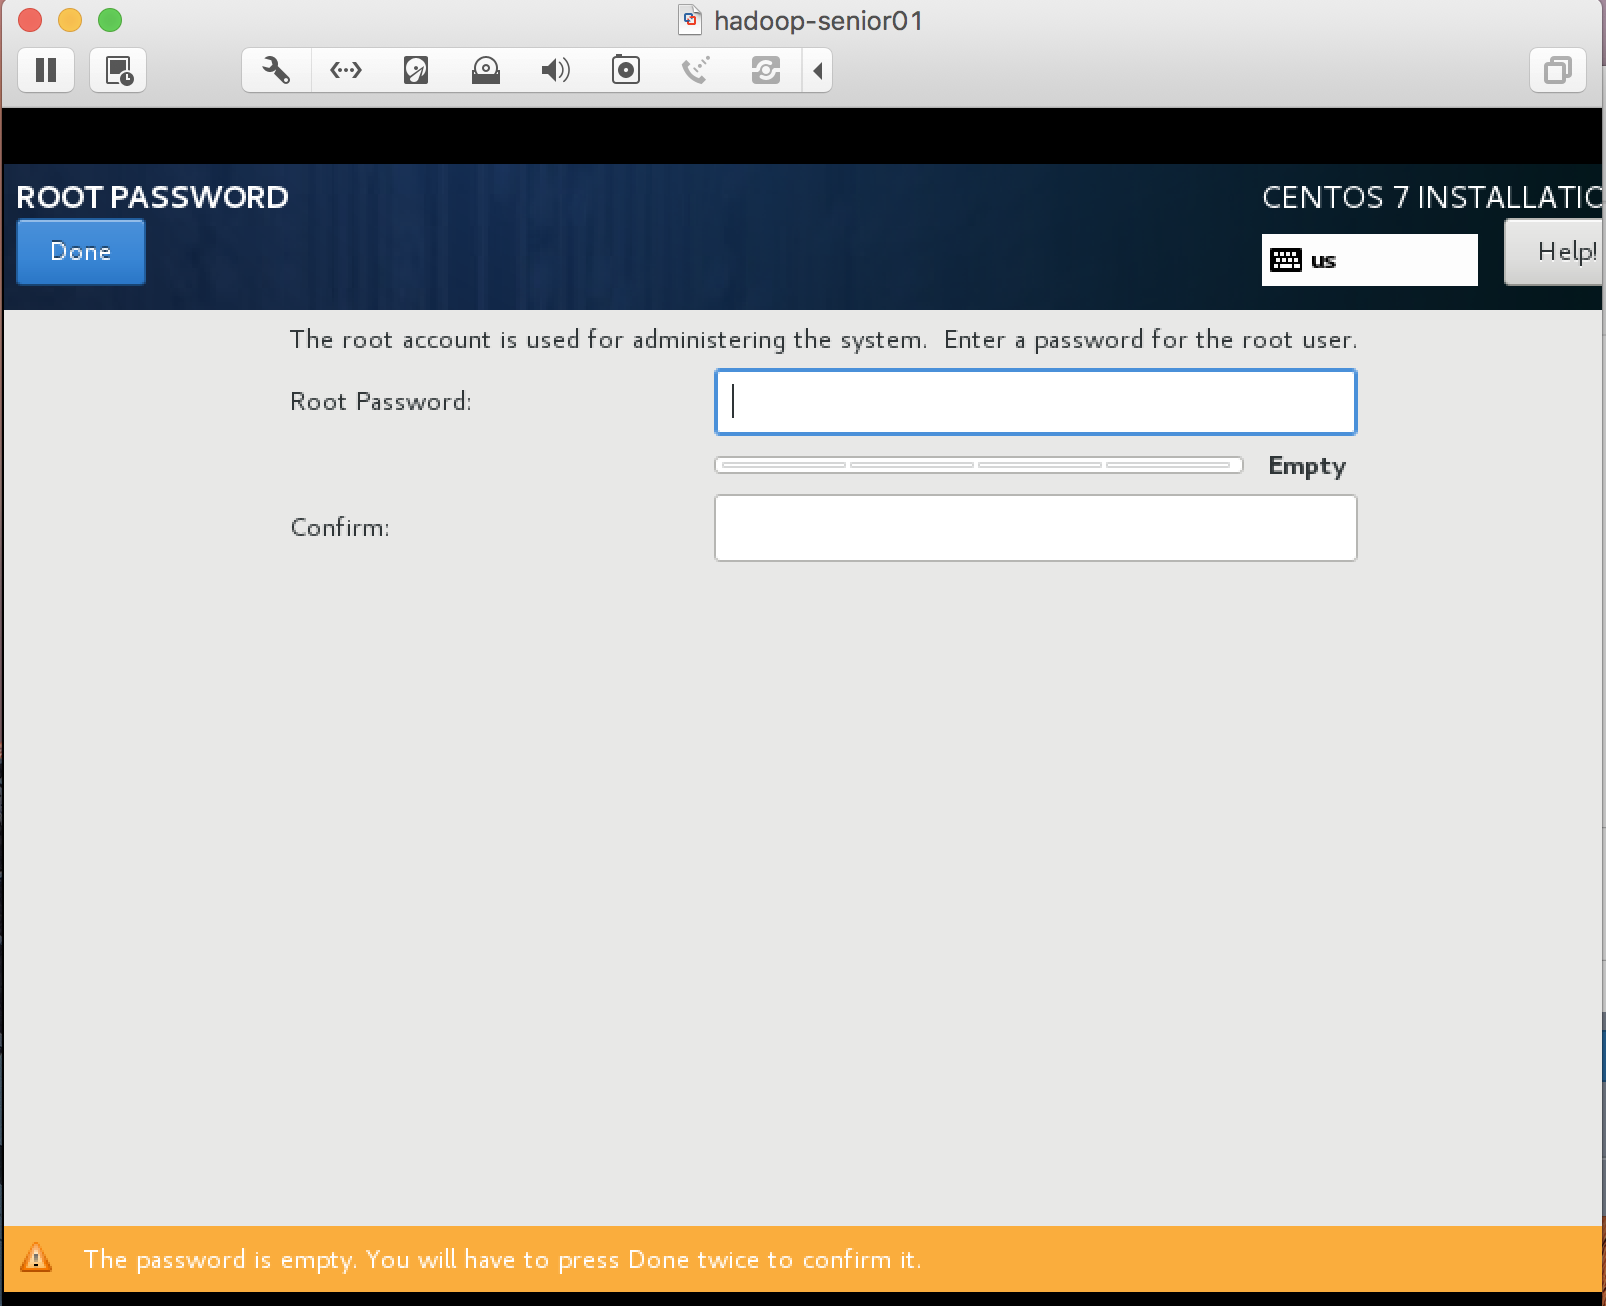 hadoop-senior01
ROOT PASSWORD
CENTOS 7 INSTALLATIO
Done
us
Help!
The root account is used for administering the system.  Enter a password for the root user.
Root Password:
Empty
Confirm:
The password is empty. You will have to press Done twice to confirm it.